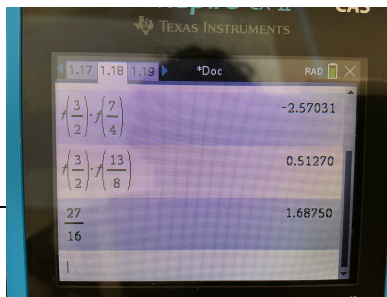 CAS
TEXAS INSTRUMENTS
1.17 1.18 1.19 *Doc RAD
f(3/2)·f(7/4) -2.57031
f(3/2)·f(13/8) 0.51270
27/16 1.68750